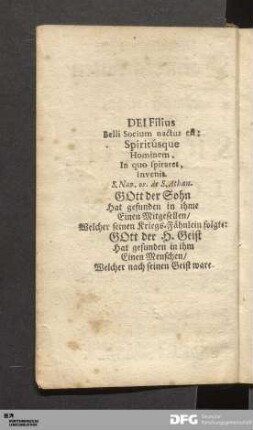 DEI Filius
Belli Socium nactus est:
Spiritûsque
Hominem,
In quo spiraret,
Invenit.
S. Naz. or. de S. Athan.
GOtt der Sohn
Hat gefunden in ihme
Einen Mitgesellen/
Welcher seinen Kriegs-Fähnlein folgte:
GOtt der H. Geist
Hat gefunden in ihm
Einen Menschen/
Welcher nach seinen Geist ware.
DFG